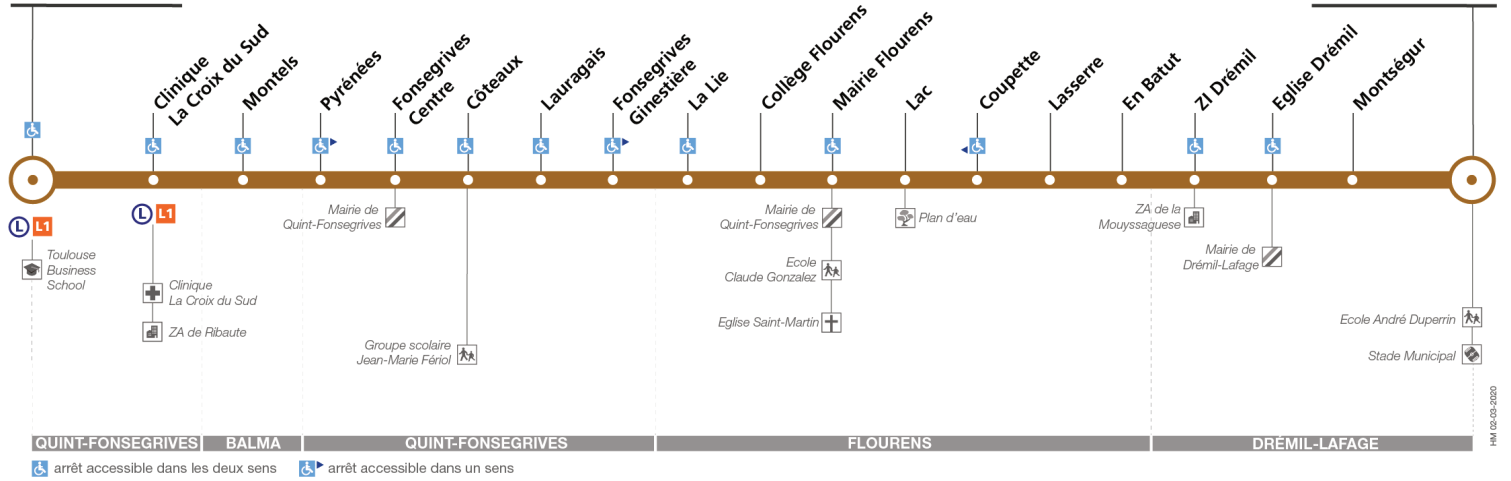 Clinique
La Croix du Sud
Montels
Pyrénées
Fonsegrives
Centre
Côteaux
Lauragais
Fonsegrives
Ginestière
La Lie
Collège Flourens
Mairie Flourens
Lac
Coupette
Lasserre
En Batut
ZI Drémil
Eglise Drémil
Montségur
L L1
Toulouse
Business
School
L L1
Clinique
La Croix du Sud
ZA de Ribaute
Mairie de
Quint-Fonsegrives
Groupe scolaire
Jean-Marie Fériol
Mairie de
Quint-Fonsegrives
Ecole
Claude Gonzalez
Eglise Saint-Martin
Plan d'eau
ZA de la
Mouyssaguese
Mairie de
Drémil-Lafage
Ecole André Duperrin
Stade Municipal
HM 02-03-2020
QUINT-FONSEGRIVES
BALMA
QUINT-FONSEGRIVES
FLOURENS
DRÉMIL-LAFAGE
arrêt accessible dans les deux sens
arrêt accessible dans un sens